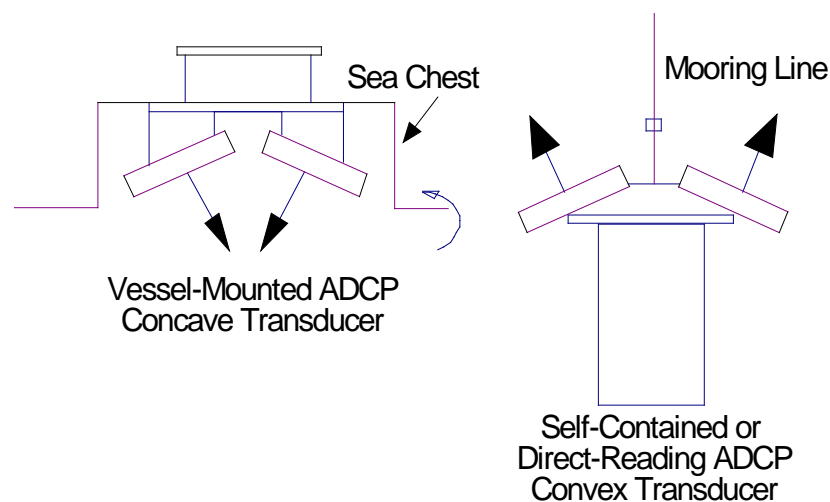 Sea Chest
Mooring Line
Vessel-Mounted ADCP
Concave Transducer
Self-Contained or
Direct-Reading ADCP
Convex Transducer